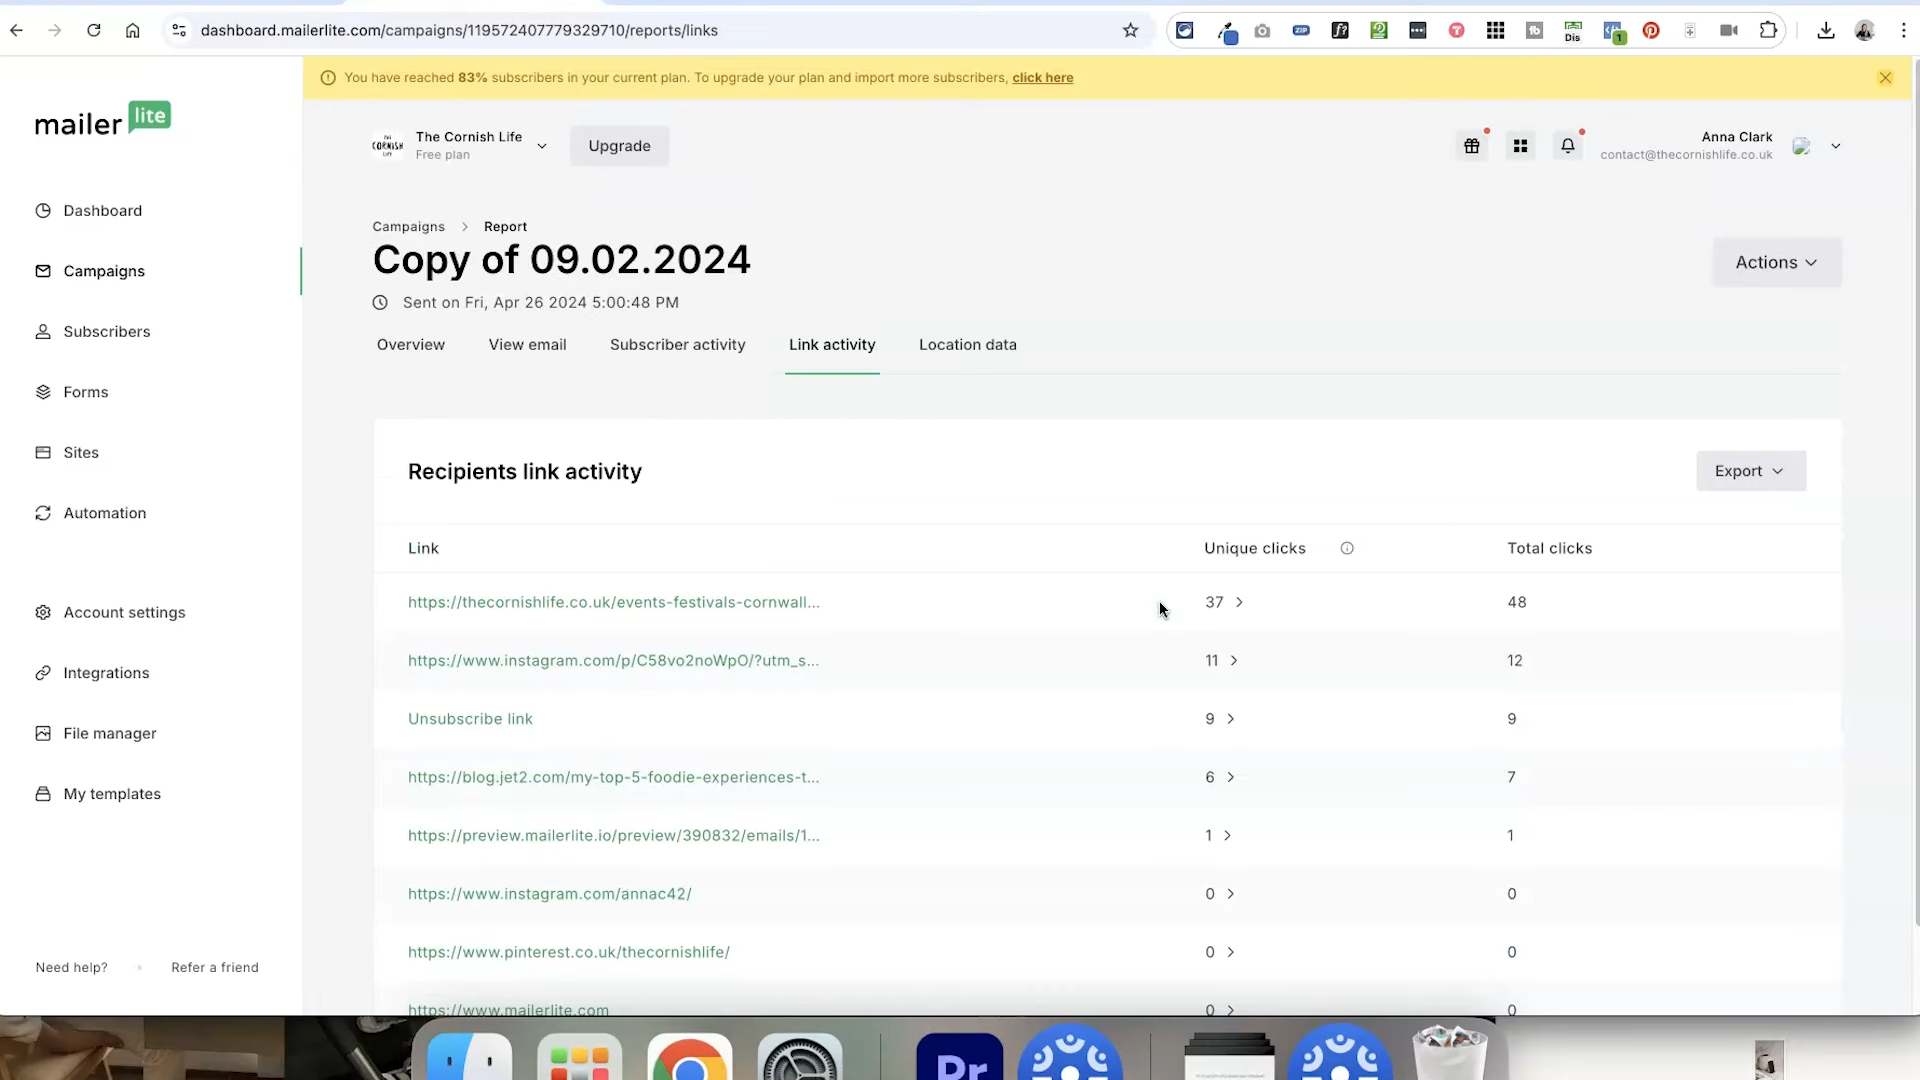 dashboard.mailerlite.com/campaigns/119572407779329710/reports/links
You have reached 83% subscribers in your current plan. To upgrade your plan and import more subscribers, click here
mailer lite
THE CORNISH LIFE
The Cornish Life
Free plan
Upgrade
Anna Clark
contact@thecornishlife.co.uk
Dashboard
Campaigns
Subscribers
Forms
Sites
Automation
Account settings
Integrations
File manager
My templates
Need help?
Refer a friend
Campaigns > Report
Copy of 09.02.2024
Actions
Sent on Fri, Apr 26 2024 5:00:48 PM
Overview View email Subscriber activity Link activity Location data
Recipients link activity
Export
Link Unique clicks Total clicks
https://thecornishlife.co.uk/events-festivals-cornwall... 37 48
https://www.instagram.com/p/C58vo2noWpO/?utm_s... 11 12
Unsubscribe link 9 9
https://blog.jet2.com/my-top-5-foodie-experiences-t... 6 7
https://preview.mailerlite.io/preview/390832/emails/1... 1 1
https://www.instagram.com/annac42/ 0 0
https://www.pinterest.co.uk/thecornishlife/ 0 0
https://www.mailerlite.com 0 0
Pr